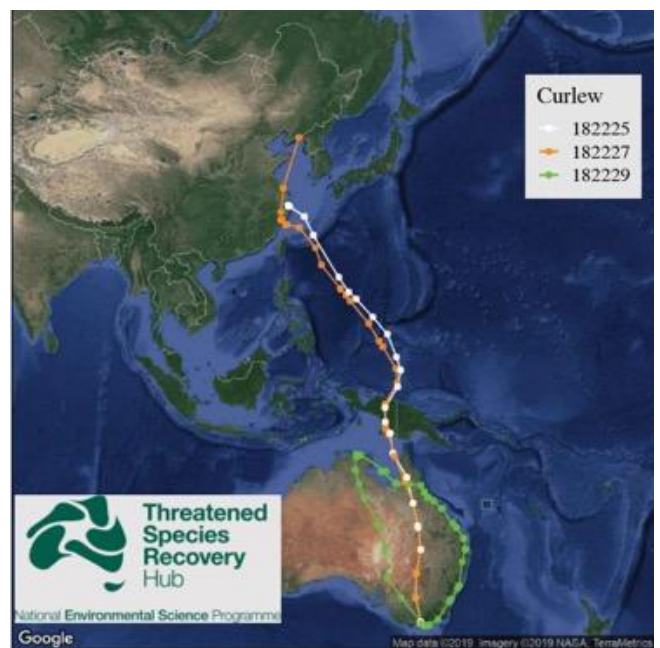 Curlew
182225
182227
182229
Threatened
Species
Recovery
Hub
National Environmental Science Programme
Google
Map data ©2019 Imagery ©2019 NASA, TerraMetrics